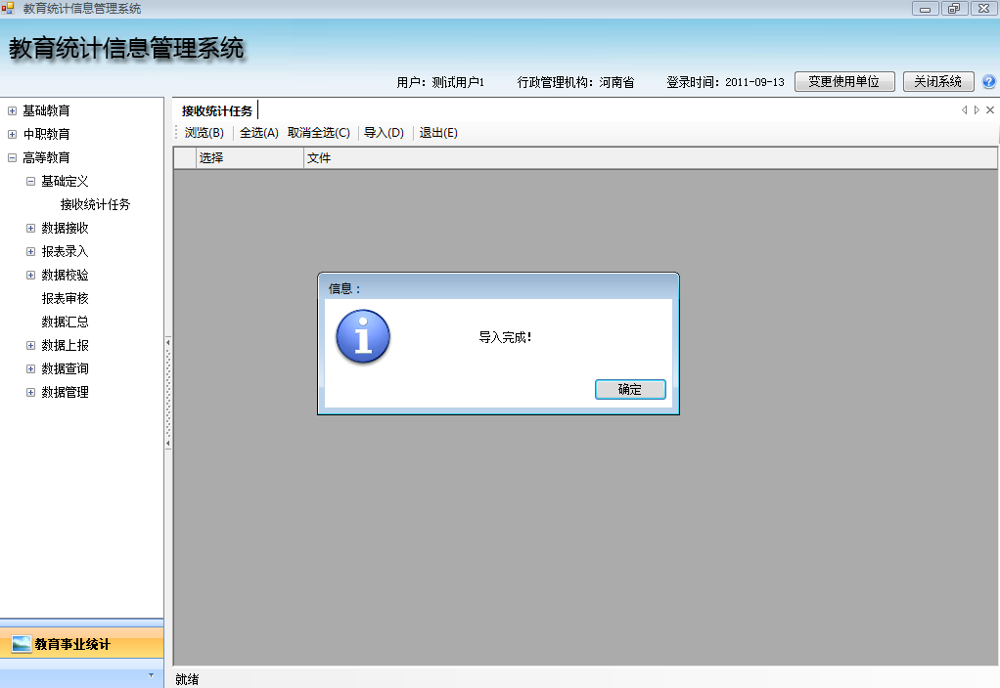 教育统计信息管理系统
教育统计信息管理系统
用户：测试用户1 行政管理机构：河南省 登录时间：2011-09-13 变更使用单位 关闭系统
基础教育
中职教育
高等教育
基础定义
接收统计任务
数据接收
报表录入
数据校验
报表审核
数据汇总
数据上报
数据查询
数据管理
教育事业统计
接收统计任务
浏览(B) 全选(A) 取消全选(C) 导入(D) 退出(E)
选择 文件
信息：
导入完成!
确定
就绪